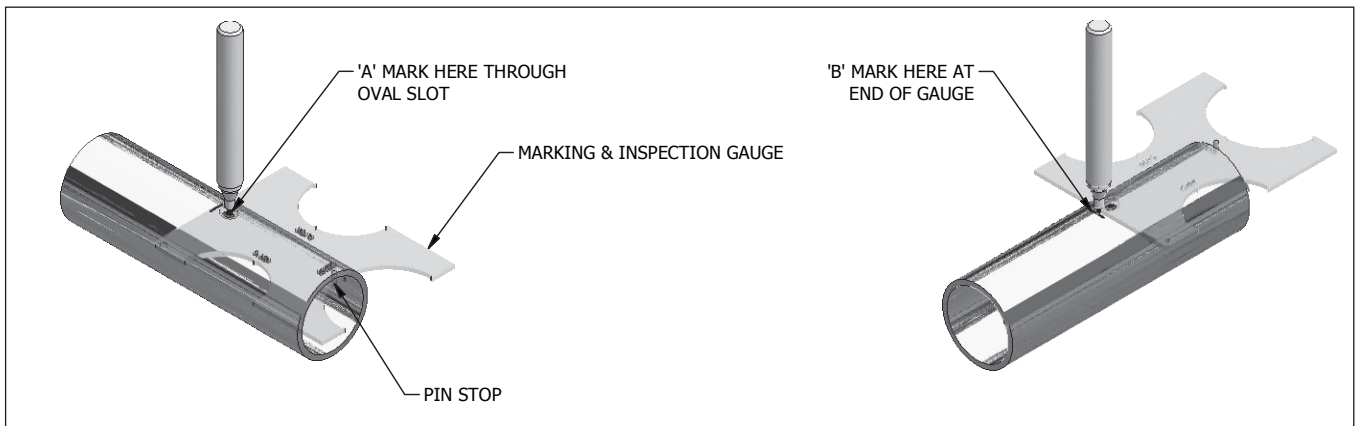 'A' MARK HERE THROUGH
OVAL SLOT
MARKING & INSPECTION GAUGE
PIN STOP
'B' MARK HERE AT
END OF GAUGE